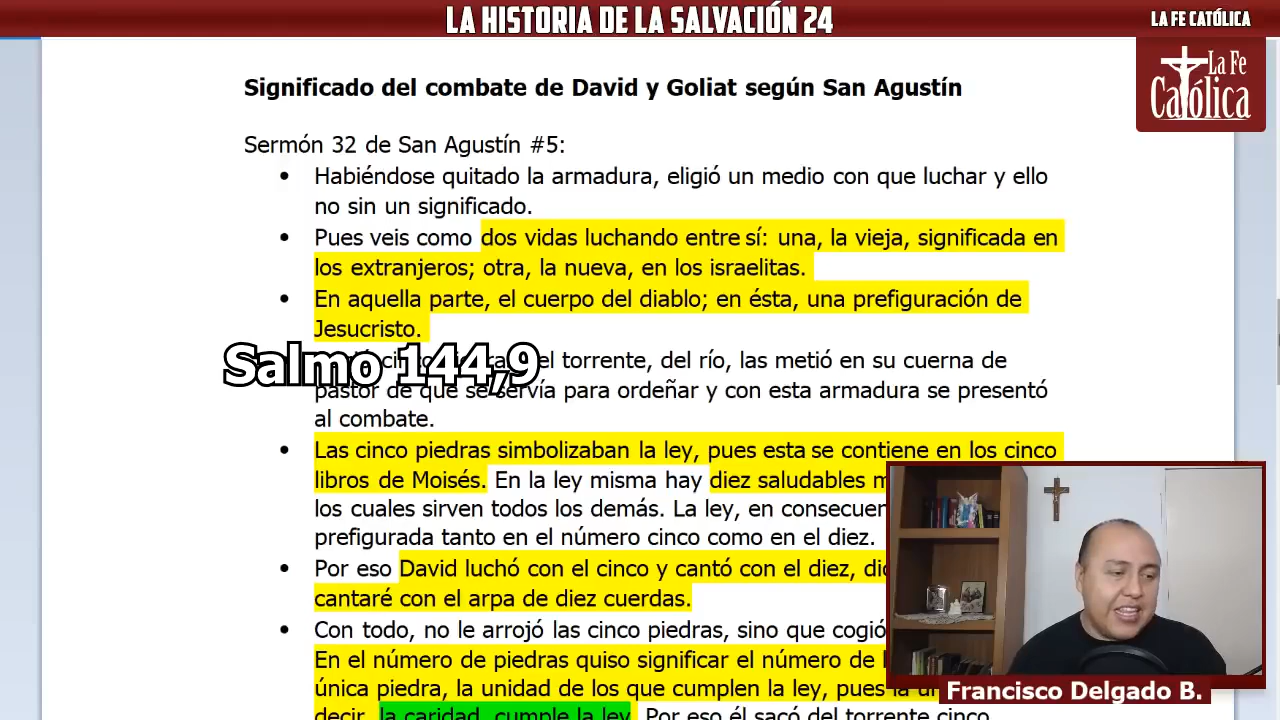 LA HISTORIA DE LA SALVACIÓN 24
LA FE CATÓLICA
La Fe
Católica
Significado del combate de David y Goliat según San Agustín
Sermón 32 de San Agustín #5:
• Habiéndose quitado la armadura, eligió un medio con que luchar y ello
no sin un significado.
• Pues veis como dos vidas luchando entre sí: una, la vieja, significada en
los extranjeros; otra, la nueva, en los israelitas.
• En aquella parte, el cuerpo del diablo; en ésta, una prefiguración de
Jesucristo.
Salmo 144,9
el torrente, del río, las metió en su cuerna de
pastor de que se servía para ordeñar y con esta armadura se presentó
al combate.
• Las cinco piedras simbolizaban la ley, pues esta se contiene en los cinco
libros de Moisés. En la ley misma hay diez saludables
los cuales sirven todos los demás. La ley, en
prefigurada tanto en el número cinco como en el diez.
• Por eso David luchó con el cinco y cantó con el diez,
cantaré con el arpa de diez cuerdas.
• Con todo, no le arrojó las cinco piedras, sino que cogió
En el número de piedras quiso significar el número de
única piedra, la unidad de los que cumplen la ley, pues la
decir, la caridad, cumple la ley. Por eso él sacó del torrente cinco
Francisco Delgado B.